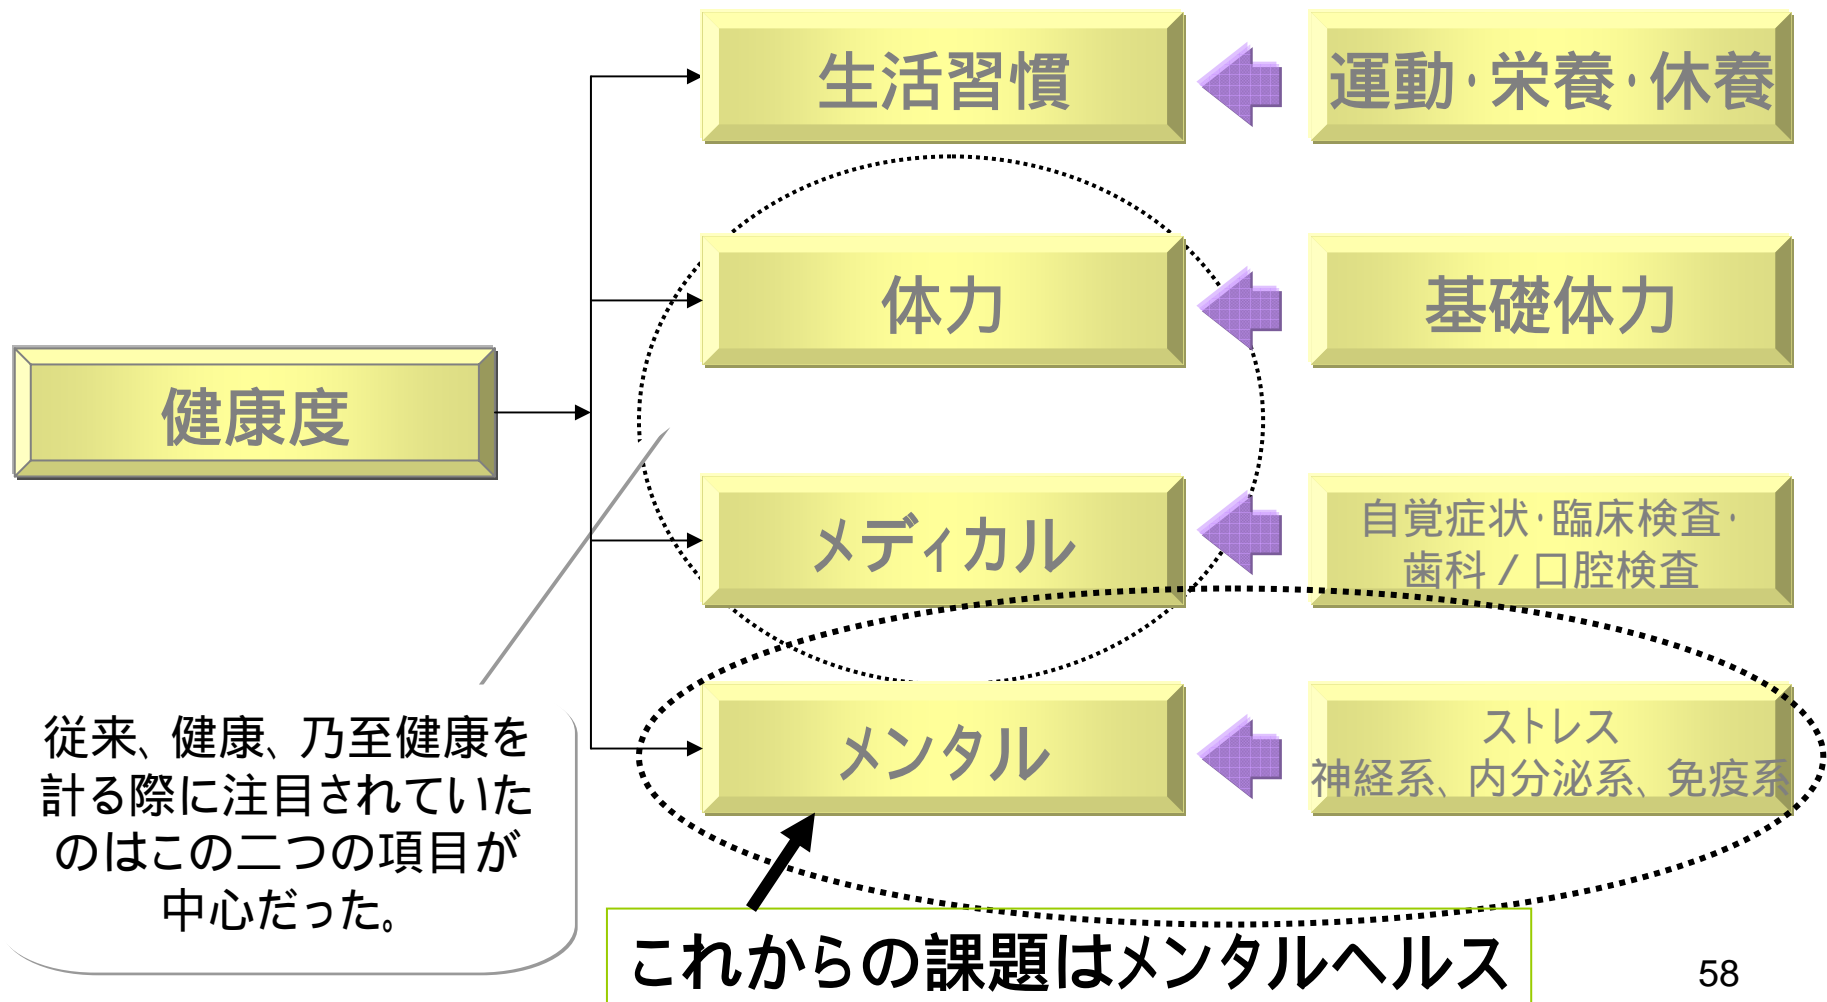 生活習慣
運動・栄養・休養
体力
基礎体力
健康度
メディカル
自覚症状・臨床検査・
歯科/口腔検査
メンタル
ストレス
神経系、内分泌系、免疫系
従来、健康、乃至健康を
計る際に注目されていた
のはこの二つの項目が
中心だった。
これからの課題はメンタルヘルス
58